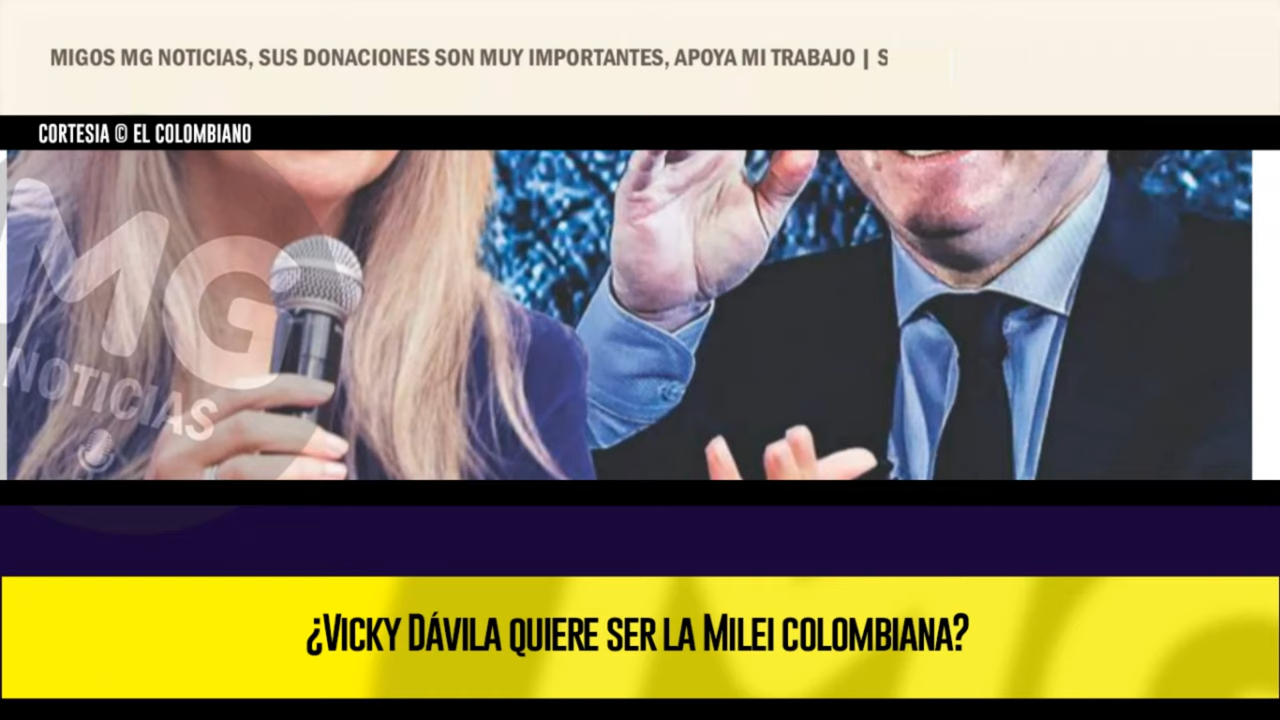 MIGOS MG NOTICIAS, SUS DONACIONES SON MUY IMPORTANTES, APOYA MI TRABAJO | S
CORTESIA © EL COLOMBIANO
MG
NOTICIAS
¿VICKY DÁVILA QUIERE SER LA MILEI COLOMBIANA?